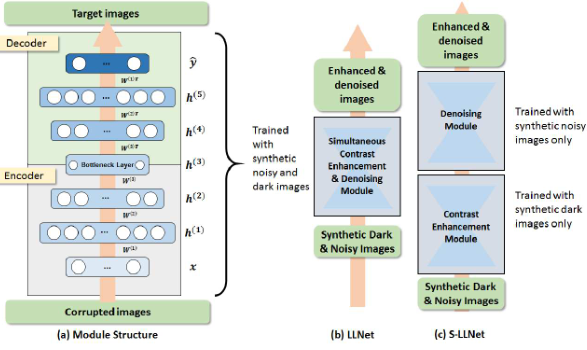 Target images
Decoder
ŷ
...
W⁽¹⁾ᵀ
h⁽⁵⁾
...
W⁽²⁾ᵀ
h⁽⁴⁾
...
W⁽³⁾ᵀ
h⁽³⁾
Bottleneck Layer
Encoder
W⁽³⁾
h⁽²⁾
...
W⁽²⁾
h⁽¹⁾
...
W⁽¹⁾
x
...
Corrupted images
(a) Module Structure
Trained
with
synthetic
noisy and
dark images
Enhanced &
denoised
images
Simultaneous
Contrast
Enhancement
& Denoising
Module
Synthetic Dark
& Noisy Images
(b) LLNet
Enhanced &
denoised
images
Denoising
Module
Trained with
synthetic noisy
images only
Contrast
Enhancement
Module
Trained with
synthetic dark
images only
Synthetic Dark
& Noisy Images
(c) S-LLNet